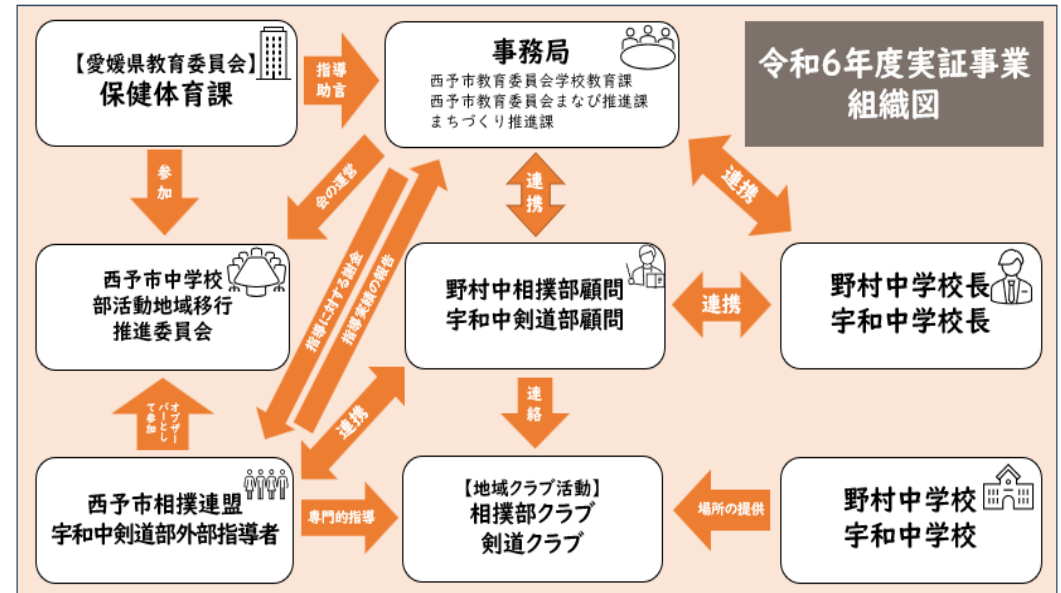 【愛媛県教育委員会】
保健体育課
指導
助言
事務局
西予市教育委員会学校教育課
西予市教育委員会まなび推進課
まちづくり推進課
令和6年度実証事業
組織図
参加
会の運営
連携
連携
西予市中学校
部活動地域移行
推進委員会
指導に対する謝金
指導実績の報告
野村中相撲部顧問
宇和中剣道部顧問
連携
野村中学校長
宇和中学校長
オブザー
バーとし
て参加
連携
連絡
西予市相撲連盟
宇和中剣道部外部指導者
専門的指導
【地域クラブ活動】
相撲部クラブ
剣道クラブ
場所の提供
野村中学校
宇和中学校